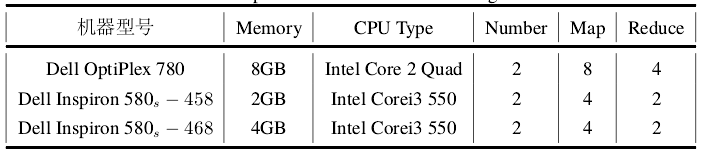 机器型号 Memory CPU Type Number Map Reduce
Dell OptiPlex 780 8GB Intel Core 2 Quad 2 8 4
Dell Inspiron 580s − 458 2GB Intel Corei3 550 2 4 2
Dell Inspiron 580s − 468 4GB Intel Corei3 550 2 4 2